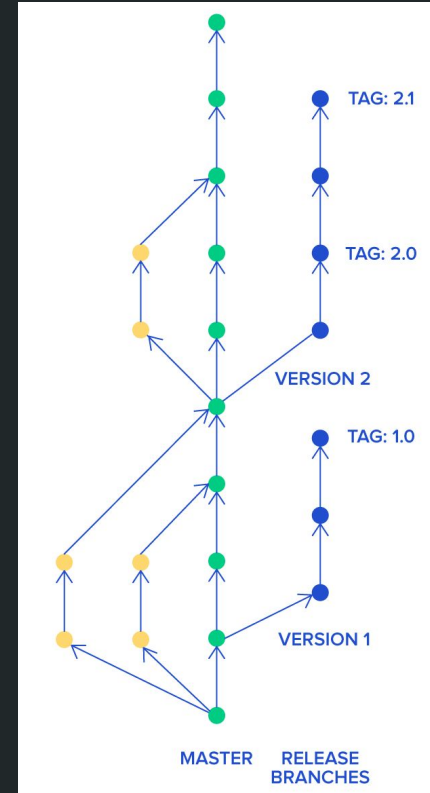 TAG: 2.1
TAG: 2.0
VERSION 2
TAG: 1.0
VERSION 1
MASTER
RELEASE
BRANCHES